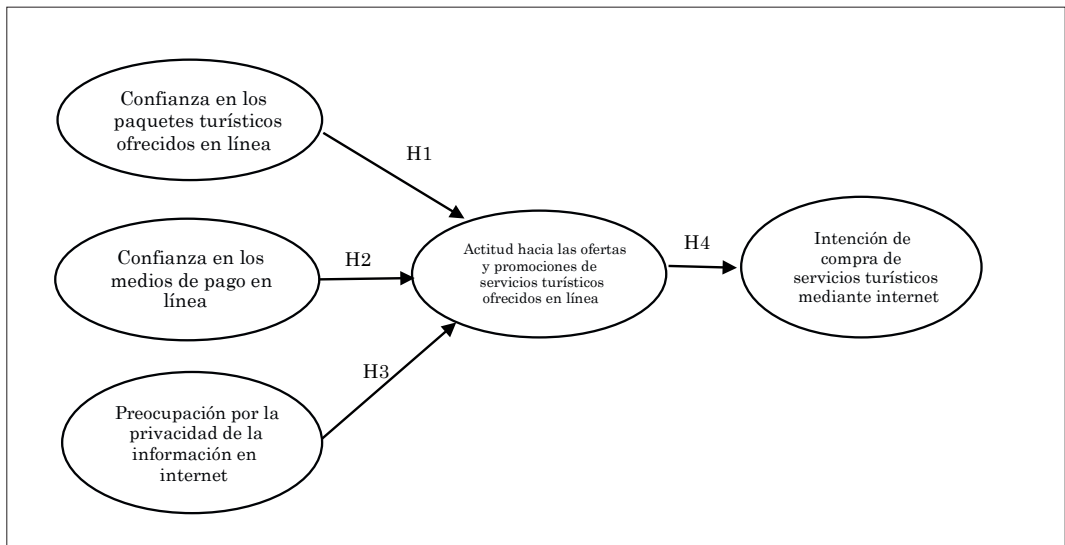 Confianza en los
paquetes turísticos
ofrecidos en línea
H1
Confianza en los
medios de pago en
línea
H2
Preocupación por la
privacidad de la
información en
internet
H3
Actitud hacia las ofertas
y promociones de
servicios turísticos
ofrecidos en línea
H4
Intención de
compra de
servicios turísticos
mediante internet